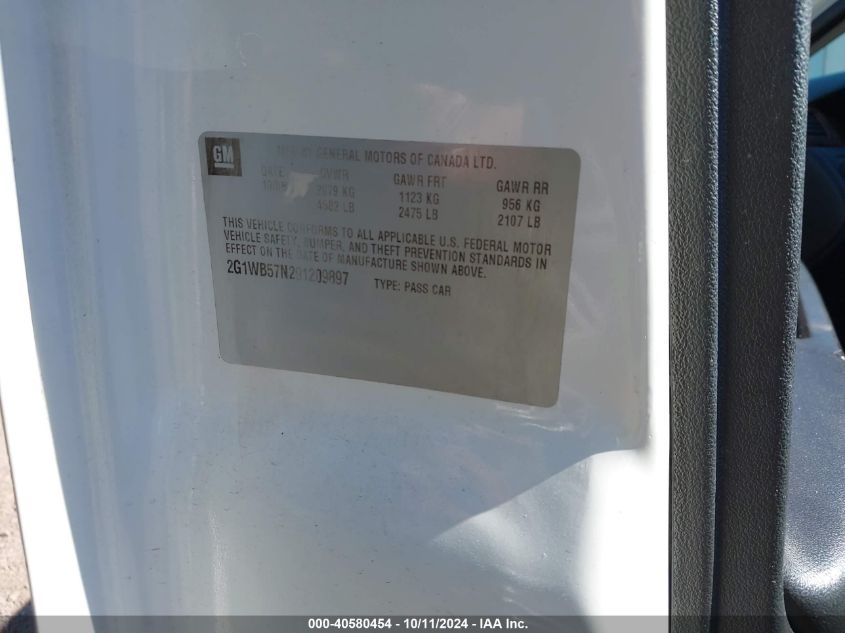 GM
GENERAL MOTORS OF CANADA LTD.
DATE GVWR GAWR FRT GAWR RR
KG 1123 KG 956 KG
LB 2475 LB 2107 LB
THIS VEHICLE CONFORMS TO ALL APPLICABLE U.S. FEDERAL MOTOR
VEHICLE SAFETY, BUMPER, AND THEFT PREVENTION STANDARDS IN
EFFECT ON THE DATE OF MANUFACTURE SHOWN ABOVE.
2G1WB57N291209897 TYPE: PASS CAR
000-40580454 - 10/11/2024 - IAA Inc.